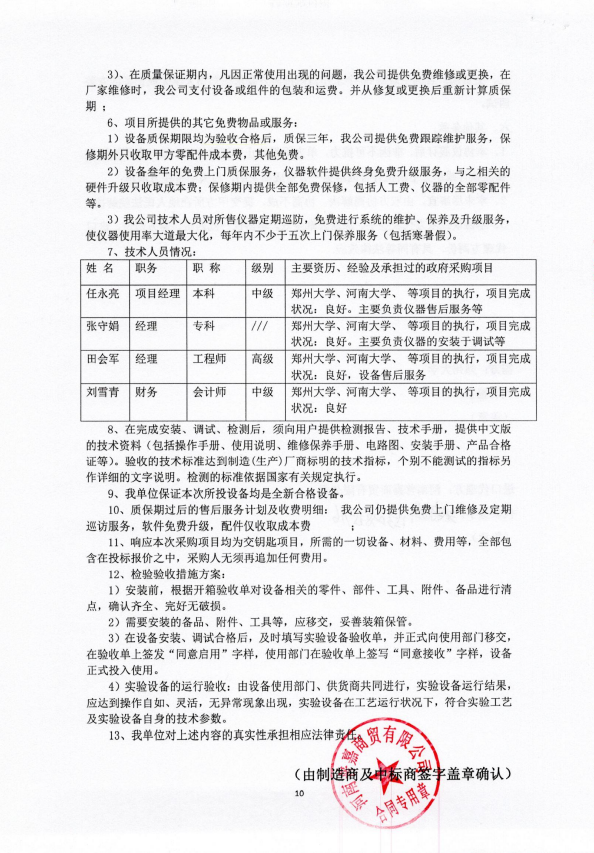 3）、在质量保证期内，凡因正常使用出现的问题，我公司提供免费维修或更换，在
厂家维修时，我公司支付设备或组件的包装和运费。并从修复或更换后重新计算质保
期 ；
6、项目所提供的其它免费物品或服务：
1）设备质保期限均为验收合格后，质保三年，我公司提供免费跟踪维护服务，保
修期外只收取甲方零配件成本费，其他免费。
2）设备叁年的免费上门质保服务，仪器软件提供终身免费升级服务，与之相关的
硬件升级只收取成本费；保修期内提供全部免费保修，包括人工费、仪器的全部零配件
等。
3）我公司技术人员对所售仪器定期巡防，免费进行系统的维护、保养及升级服务，
使仪器使用率大道最大化，每年内不少于五次上门保养服务（包括寒暑假）。
7、技术人员情况：
姓 名 职务 职 称 级别 主要资历、经验及承担过的政府采购项目
任永亮 项目经理 本科 中级 郑州大学、河南大学、 等项目的执行，项目完成
状况：良好。主要负责仪器售后服务等
张守娟 经理 专科 /// 郑州大学、河南大学、 等项目的执行，项目完成
状况：良好。主要负责仪器的安装于调试等
田会军 经理 工程师 高级 郑州大学、河南大学、 等项目的执行，项目完成
状况：良好，设备售后服务
刘雪青 财务 会计师 中级 郑州大学、河南大学、 等项目的执行，项目完成
状况：良好
8、在完成安装、调试、检测后，须向用户提供检测报告、技术手册，提供中文版
的技术资料（包括操作手册、使用说明、维修保养手册、电路图、安装手册、产品合格
证等）。验收的技术标准达到制造(生产)厂商标明的技术指标，个别不能测试的指标另
作详细的文字说明。检测的标准依据国家有关规定执行。
9、我单位保证本次所投设备均是全新合格设备。
10、质保期过后的售后服务计划及收费明细： 我公司仍提供免费上门维修及定期
巡访服务，软件免费升级，配件仅收取成本费 ；
11、响应本次采购项目均为交钥匙项目，所需的一切设备、材料、费用等，全部包
含在投标报价之中，采购人无须再追加任何费用。
12、检验验收措施方案：
1）安装前，根据开箱验收单对设备相关的零件、部件、工具、附件、备品进行清
点，确认齐全、完好无破损。
2）需要安装的备品、附件、工具等，应移交，妥善装箱保管。
3）在设备安装、调试合格后，及时填写实验设备验收单，并正式向使用部门移交，
在验收单上签发“同意启用”字样，使用部门在验收单上签写“同意接收”字样，设备
正式投入使用。
4）实验设备的运行验收：由设备使用部门、供货商共同进行，实验设备运行结果，
应达到操作自如、灵活，无异常现象出现，实验设备在工艺运行状况下，符合实验工艺
及实验设备自身的技术参数。
13、我单位对上述内容的真实性承担相应法律责任。
（由制造商及中标商签字盖章确认）
嘉商贸有限公司
合同专用章
10